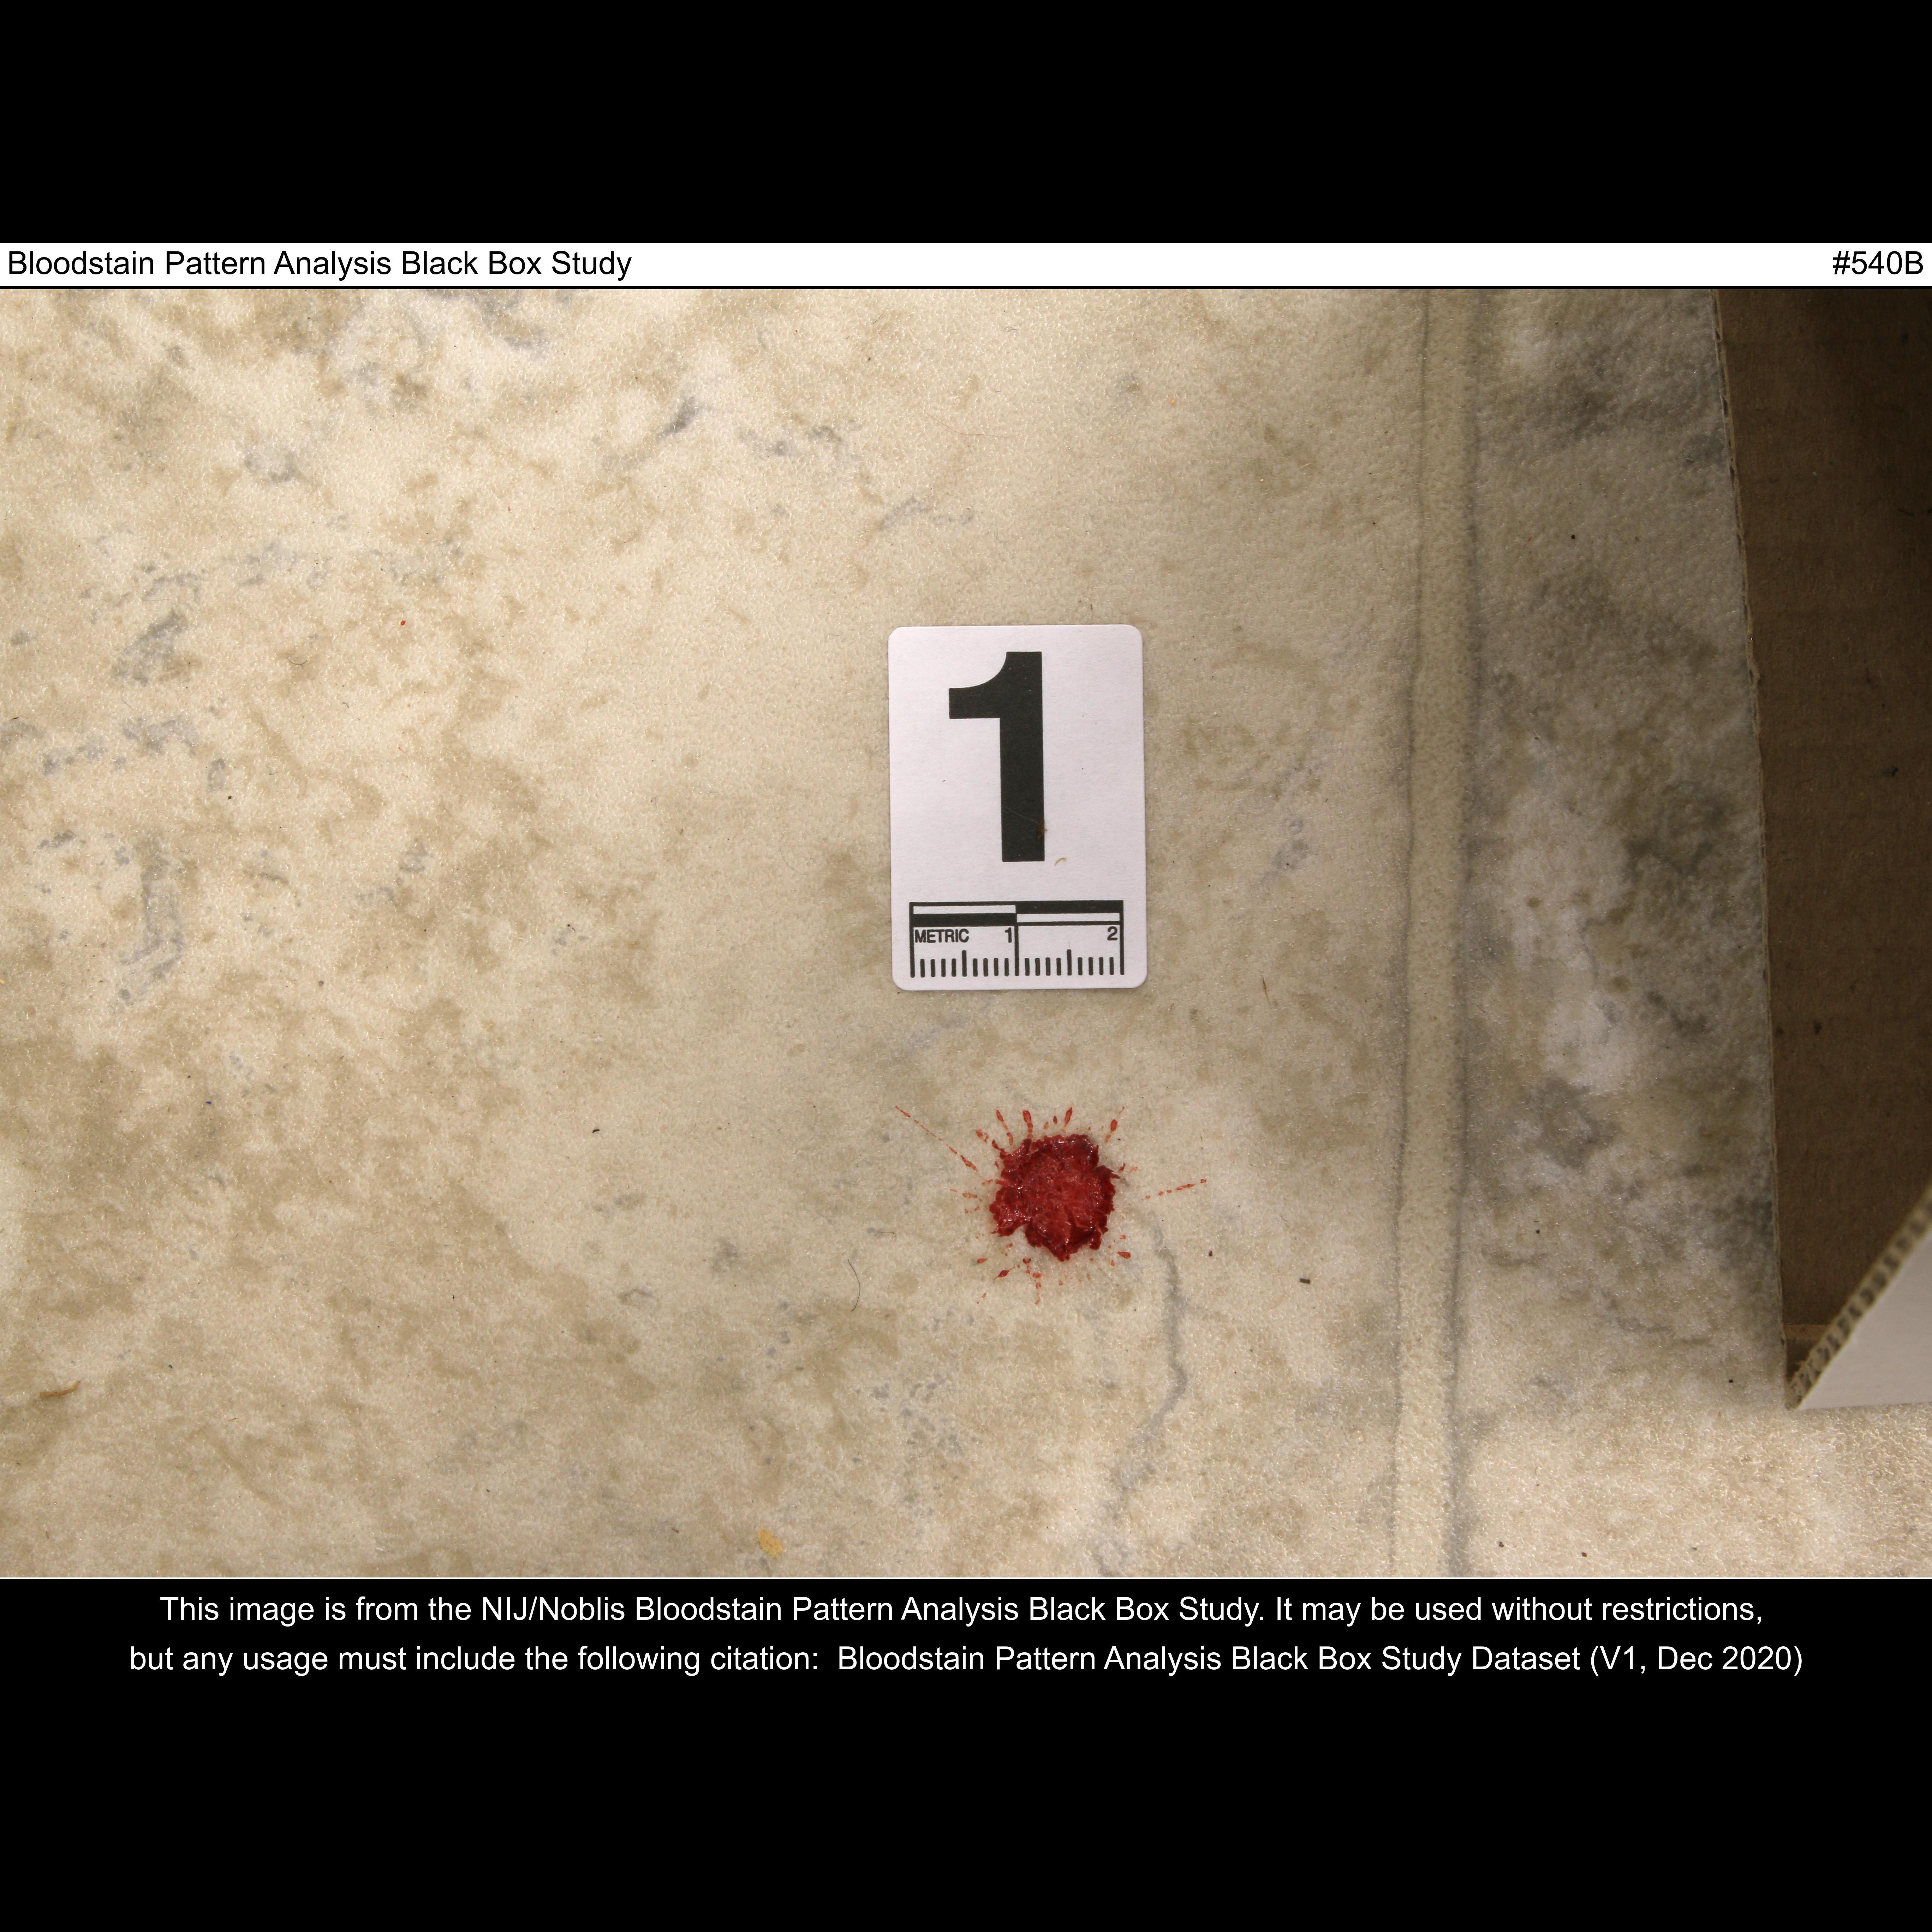 Bloodstain Pattern Analysis Black Box Study #540B
1
METRIC 1 2
This image is from the NIJ/Noblis Bloodstain Pattern Analysis Black Box Study. It may be used without restrictions,
but any usage must include the following citation:  Bloodstain Pattern Analysis Black Box Study Dataset (V1, Dec 2020)